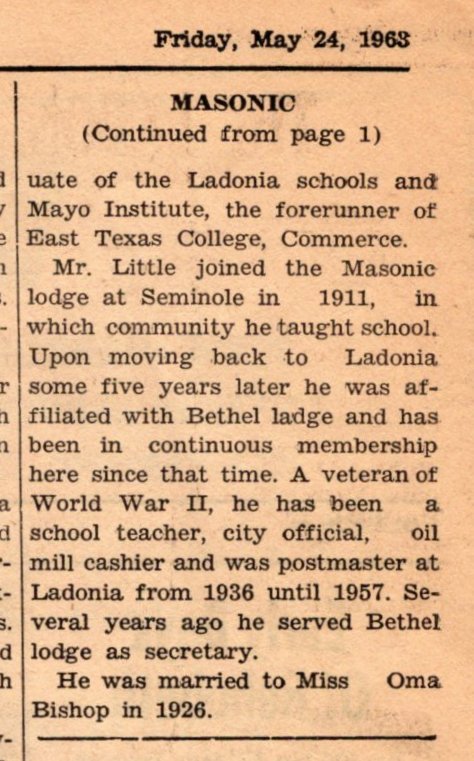 Friday, May 24, 1963
MASONIC
(Continued from page 1)
uate of the Ladonia schools and
Mayo Institute, the forerunner of
East Texas College, Commerce.
Mr. Little joined the Masonic
lodge at Seminole in 1911, in
which community he taught school.
Upon moving back to Ladonia
some five years later he was af-
filiated with Bethel ladge and has
been in continuous membership
here since that time. A veteran of
World War II, he has been a
school teacher, city official, oil
mill cashier and was postmaster at
Ladonia from 1936 until 1957. Se-
veral years ago he served Bethel
lodge as secretary.
He was married to Miss Oma
Bishop in 1926.